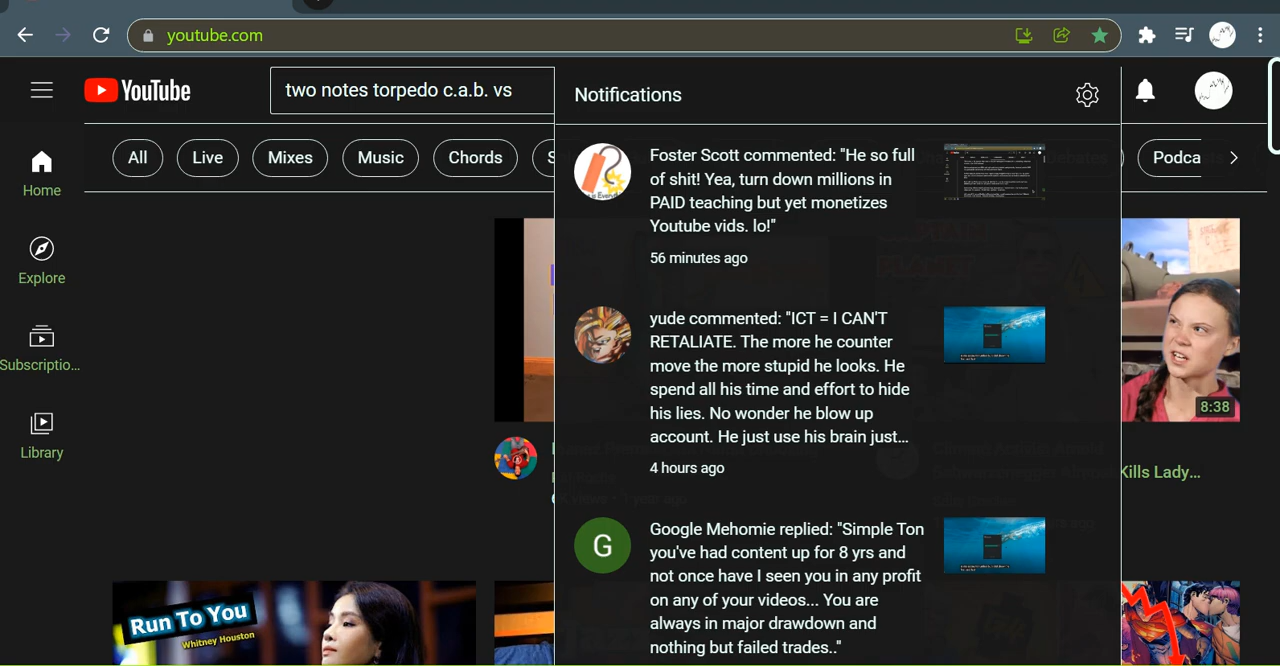 youtube.com
YouTube
two notes torpedo c.a.b. vs
Notifications
All
Live
Mixes
Music
Chords
Podca
Home
Explore
Subscriptio...
Library
Foster Scott commented: "He so full
of shit! Yea, turn down millions in
PAID teaching but yet monetizes
Youtube vids. lo!"
56 minutes ago
yude commented: "ICT = I CAN'T
RETALIATE. The more he counter
move the more stupid he looks. He
spend all his time and effort to hide
his lies. No wonder he blow up
account. He just use his brain just...
4 hours ago
8:38
Kills Lady...
Google Mehomie replied: "Simple Ton
you've had content up for 8 yrs and
not once have I seen you in any profit
on any of your videos... You are
always in major drawdown and
nothing but failed trades.."
G
Run To You
Whitney Houston